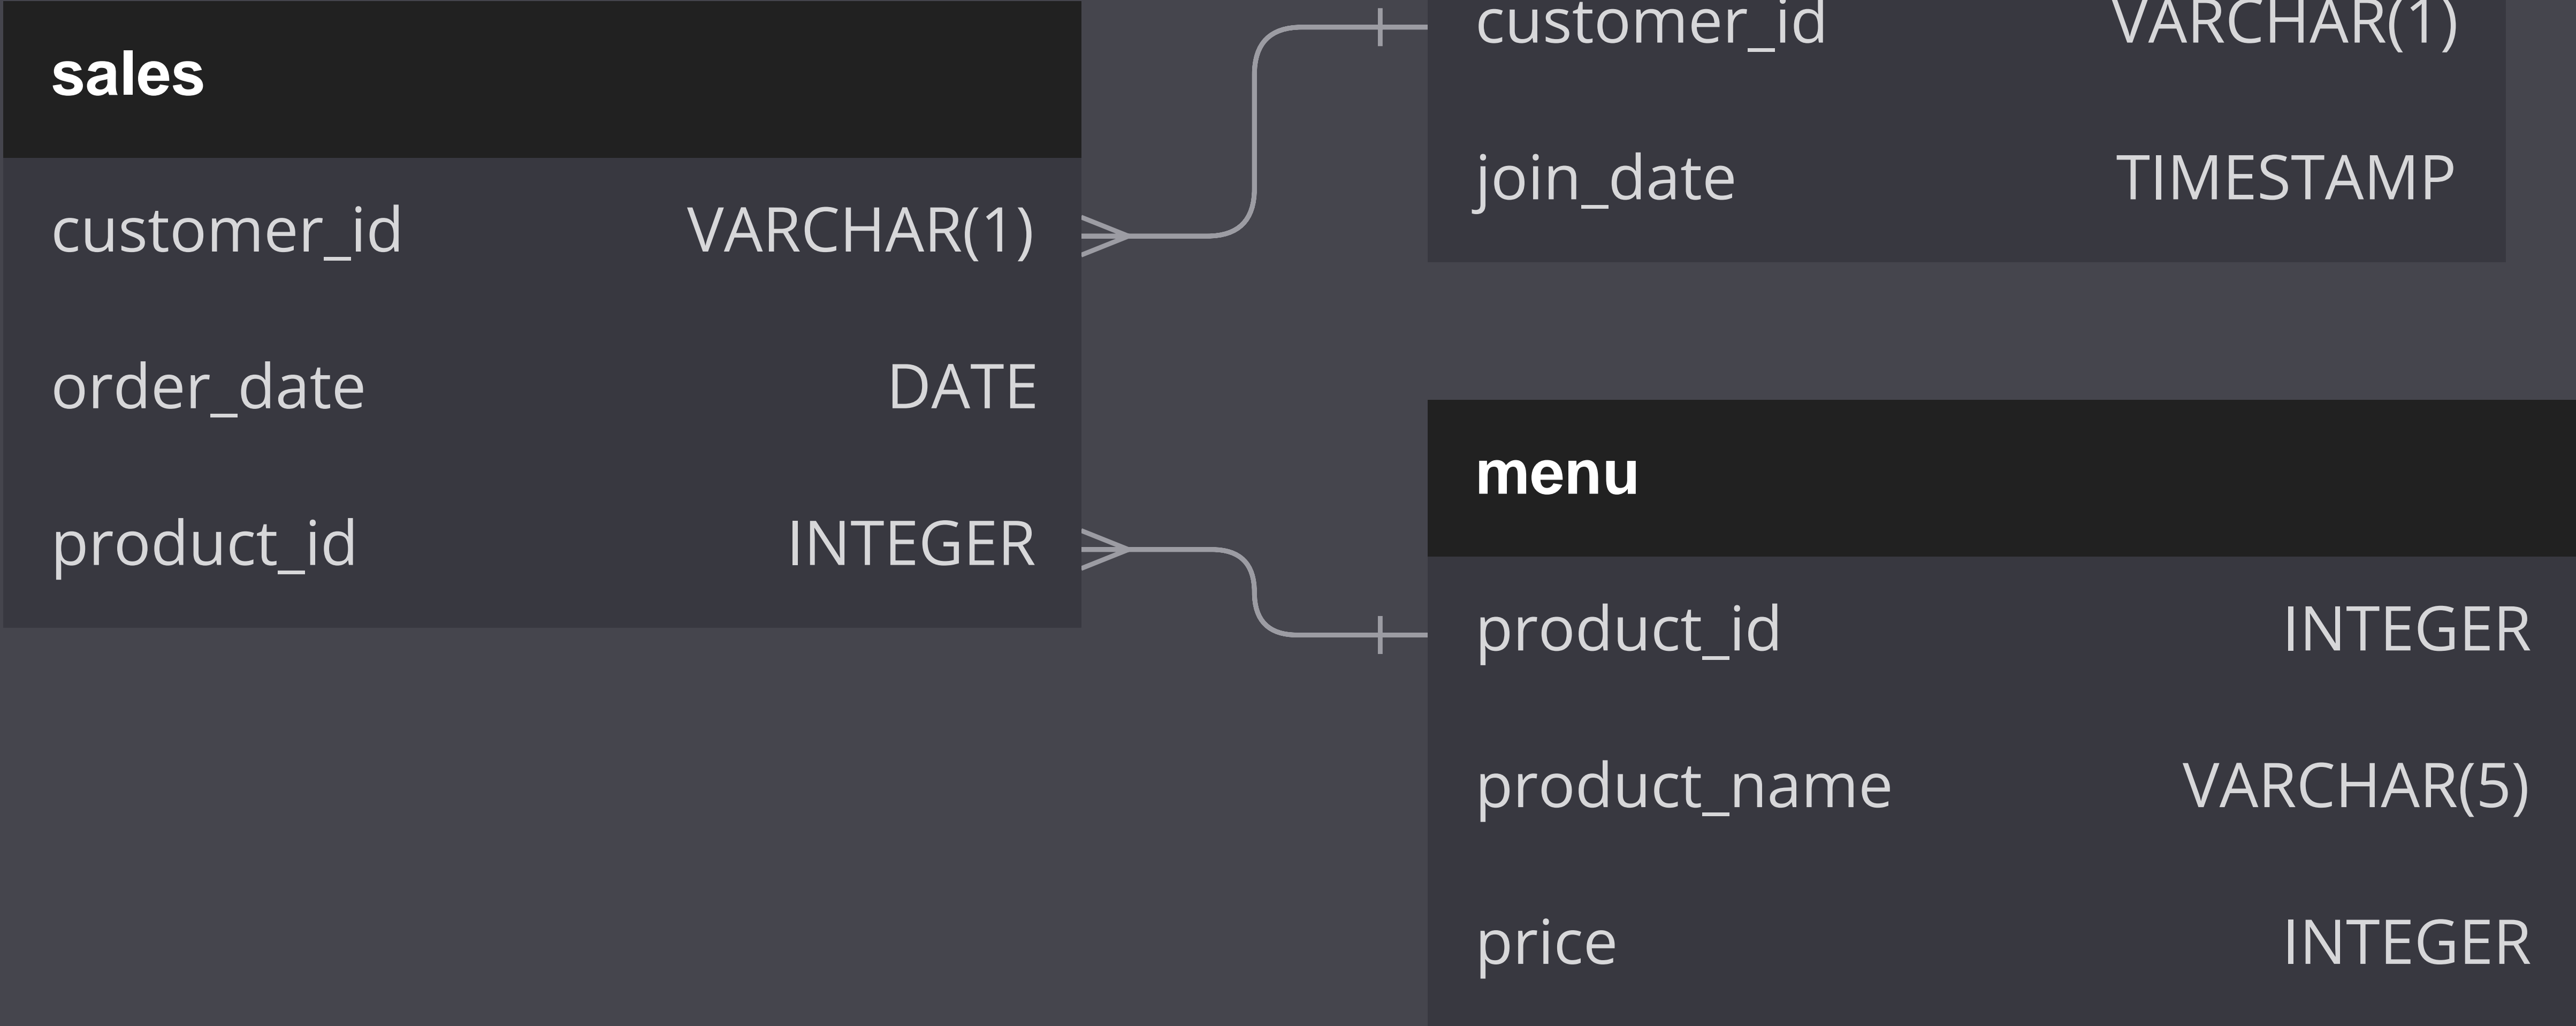 sales
customer_id VARCHAR(1)
order_date DATE
product_id INTEGER
customer_id VARCHAR(1)
join_date TIMESTAMP
menu
product_id INTEGER
product_name VARCHAR(5)
price INTEGER